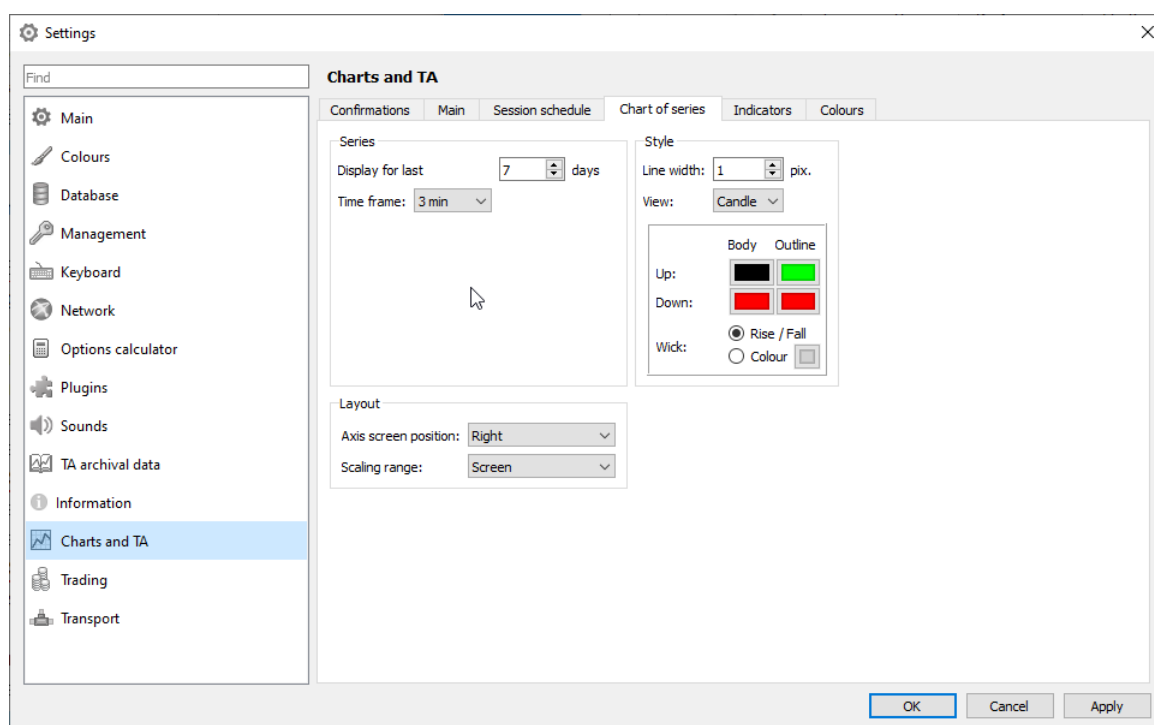 Settings
Find
Main
Colours
Database
Management
Keyboard
Network
Options calculator
Plugins
Sounds
TA archival data
Information
Charts and TA
Trading
Transport
Charts and TA
Confirmations Main Session schedule Chart of series Indicators Colours
Series
Display for last 7 days
Time frame: 3 min
Style
Line width: 1 pix.
View: Candle
Body Outline
Up:
Down:
Wick: Rise / Fall
Colour
Layout
Axis screen position: Right
Scaling range: Screen
OK Cancel Apply